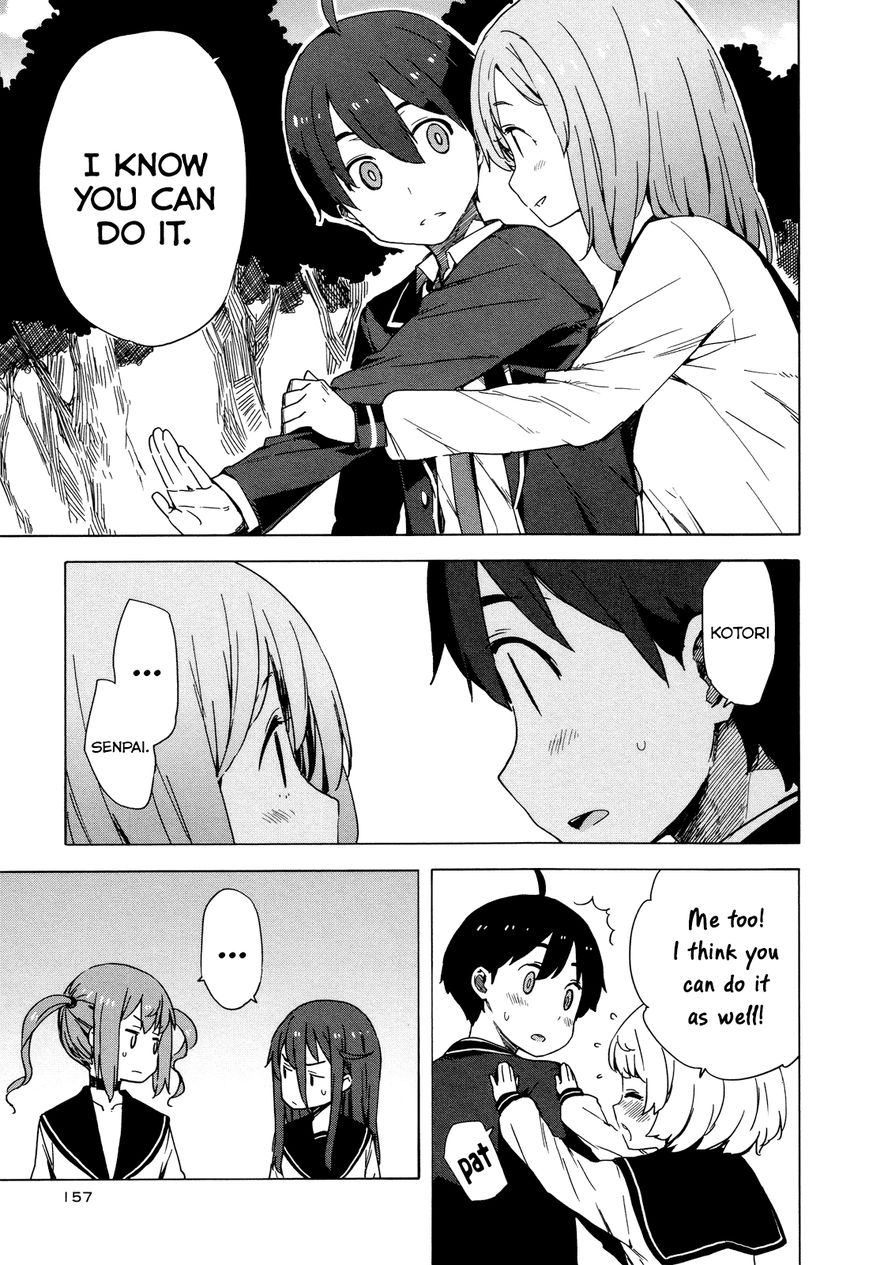 I KNOW
YOU CAN
DO IT.
KOTORI
...
SENPAI.
Me too!
I think you
can do it
as well!
pat
...
157